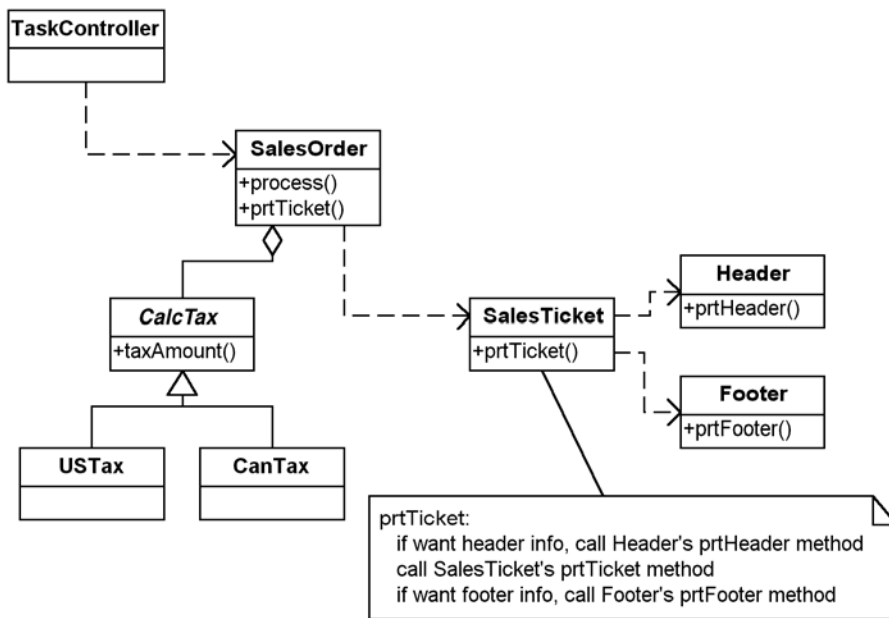 TaskController
SalesOrder
+process()
+prtTicket()
CalcTax
+taxAmount()
SalesTicket
+prtTicket()
Header
+prtHeader()
Footer
+prtFooter()
USTax
CanTax
prtTicket:
if want header info, call Header's prtHeader method
call SalesTicket's prtTicket method
if want footer info, call Footer's prtFooter method